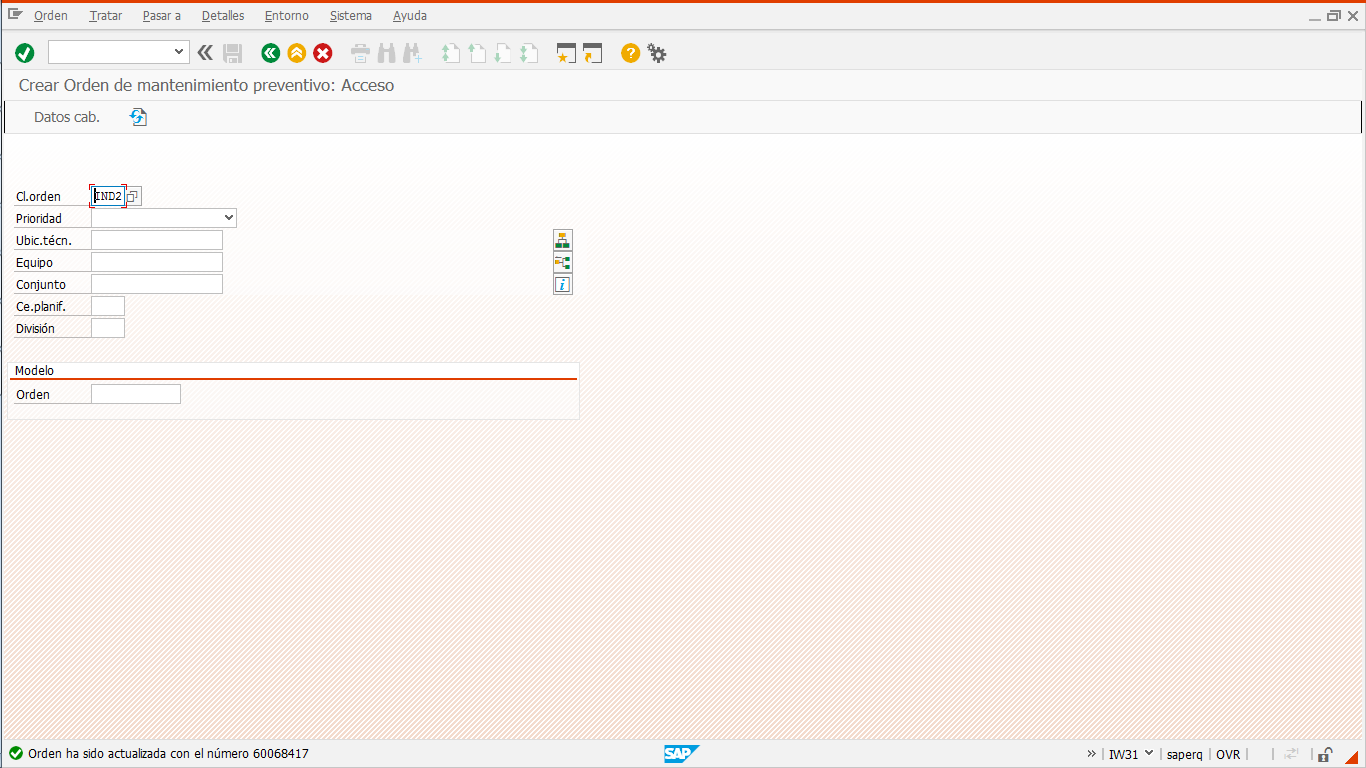 Orden Tratar Pasar a Detalles Entorno Sistema Ayuda
Crear Orden de mantenimiento preventivo: Acceso
Datos cab.
Cl.orden IND2
Prioridad
Ubic.técn.
Equipo
Conjunto
Ce.planif.
División
Modelo
Orden
Orden ha sido actualizada con el número 60068417 SAP IW31 saperq OVR